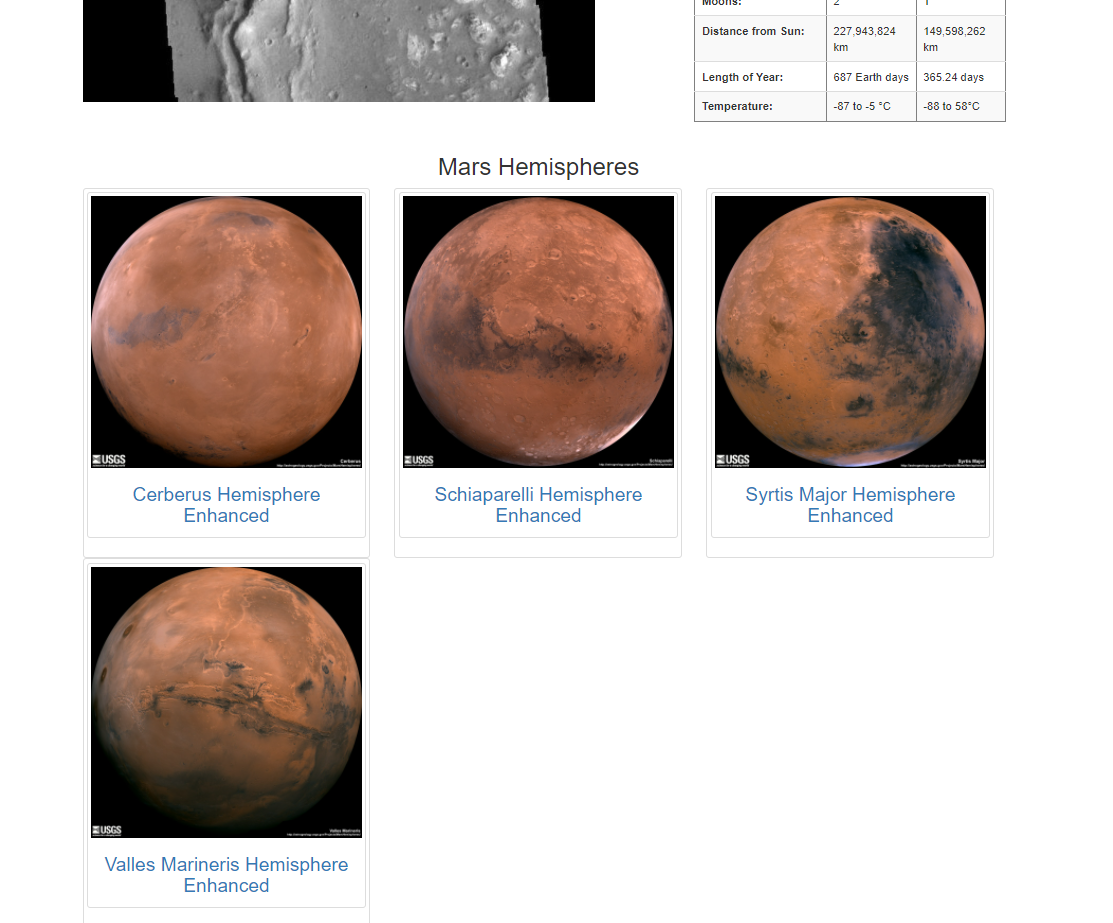 Moons: 2 1
Distance from Sun: 227,943,824 km 149,598,262 km
Length of Year: 687 Earth days 365.24 days
Temperature: -87 to -5 °C -88 to 58°C
Mars Hemispheres
USGS
Cerberus
USGS
Schiaparelli
USGS
Syrtis Major
Cerberus Hemisphere
Enhanced
Schiaparelli Hemisphere
Enhanced
Syrtis Major Hemisphere
Enhanced
USGS
Valles Marineris
Valles Marineris Hemisphere
Enhanced